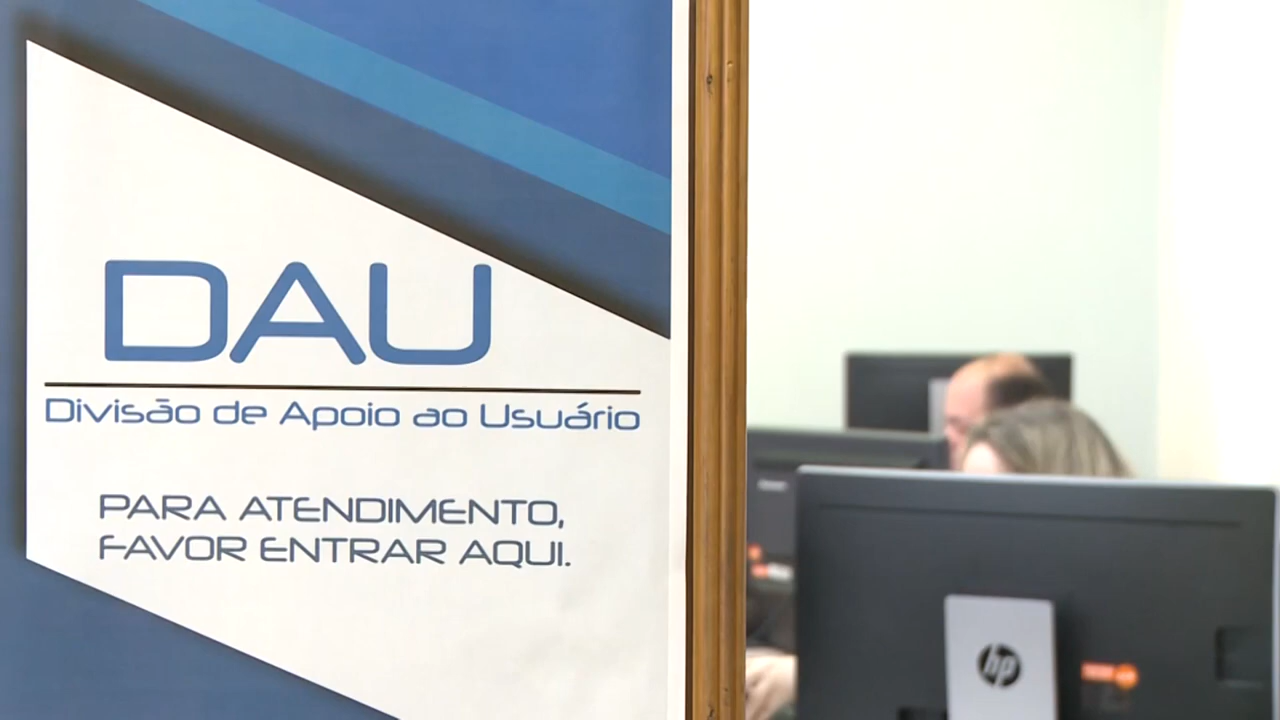 DAU
Divisão de Apoio ao Usuário
PARA ATENDIMENTO,
FAVOR ENTRAR AQUI.
hp